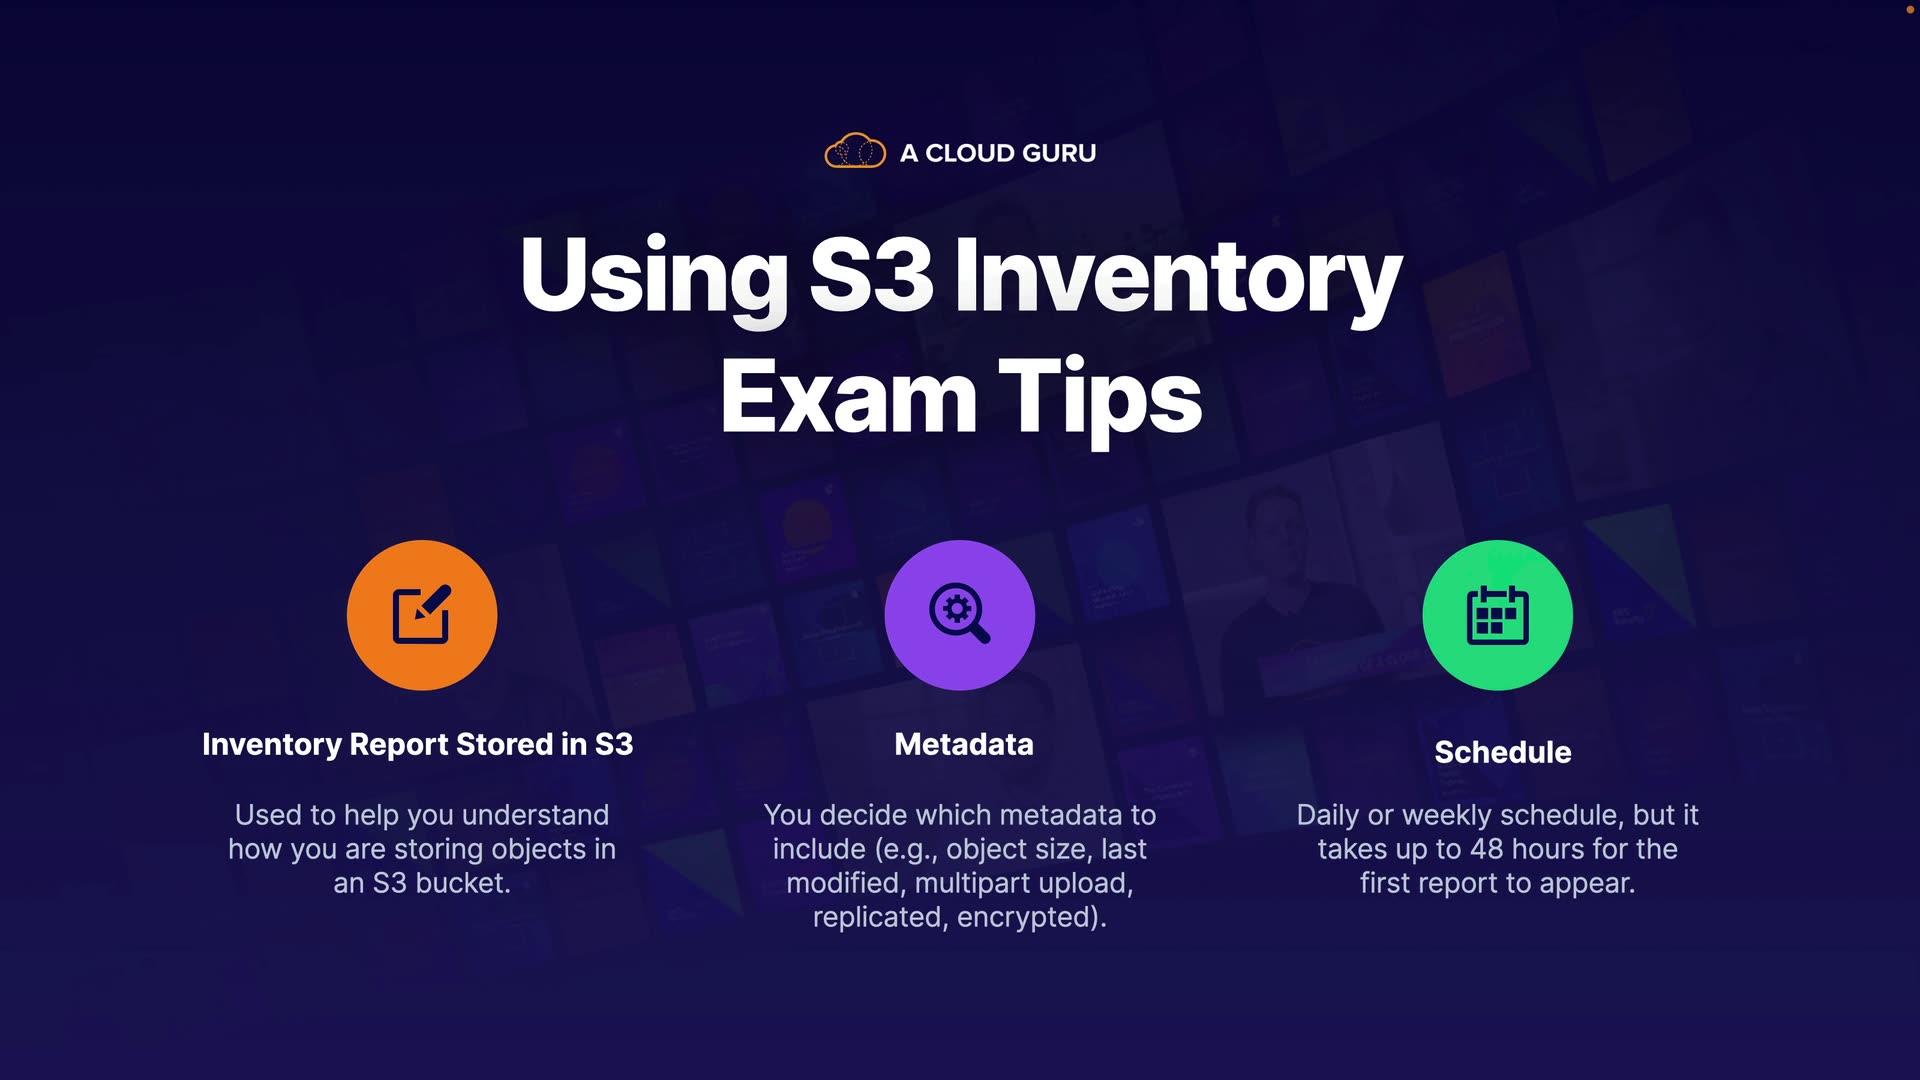 A CLOUD GURU
Using S3 Inventory
Exam Tips
Inventory Report Stored in S3
Used to help you understand
how you are storing objects in
an S3 bucket.
Metadata
You decide which metadata to
include (e.g., object size, last
modified, multipart upload,
replicated, encrypted).
Schedule
Daily or weekly schedule, but it
takes up to 48 hours for the
first report to appear.